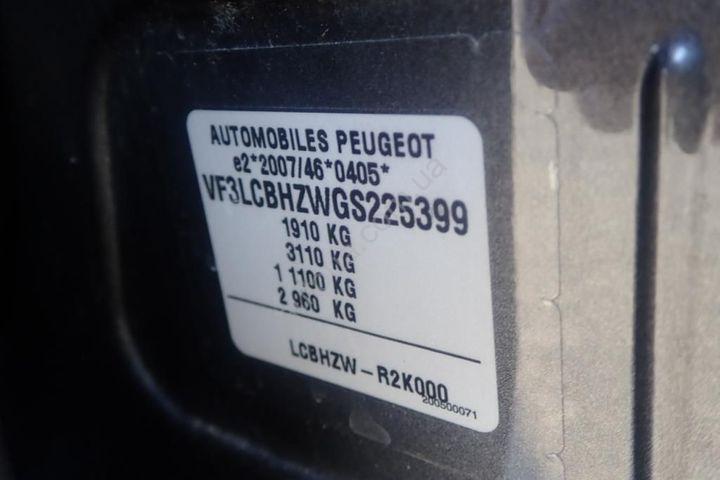 AUTOMOBILES PEUGEOT
e2*2007/46*0405*
VF3LCBHZWGS225399
1910 KG
3110 KG
1 1100 KG
2 960 KG
LCBHZW-R2K000
200500071